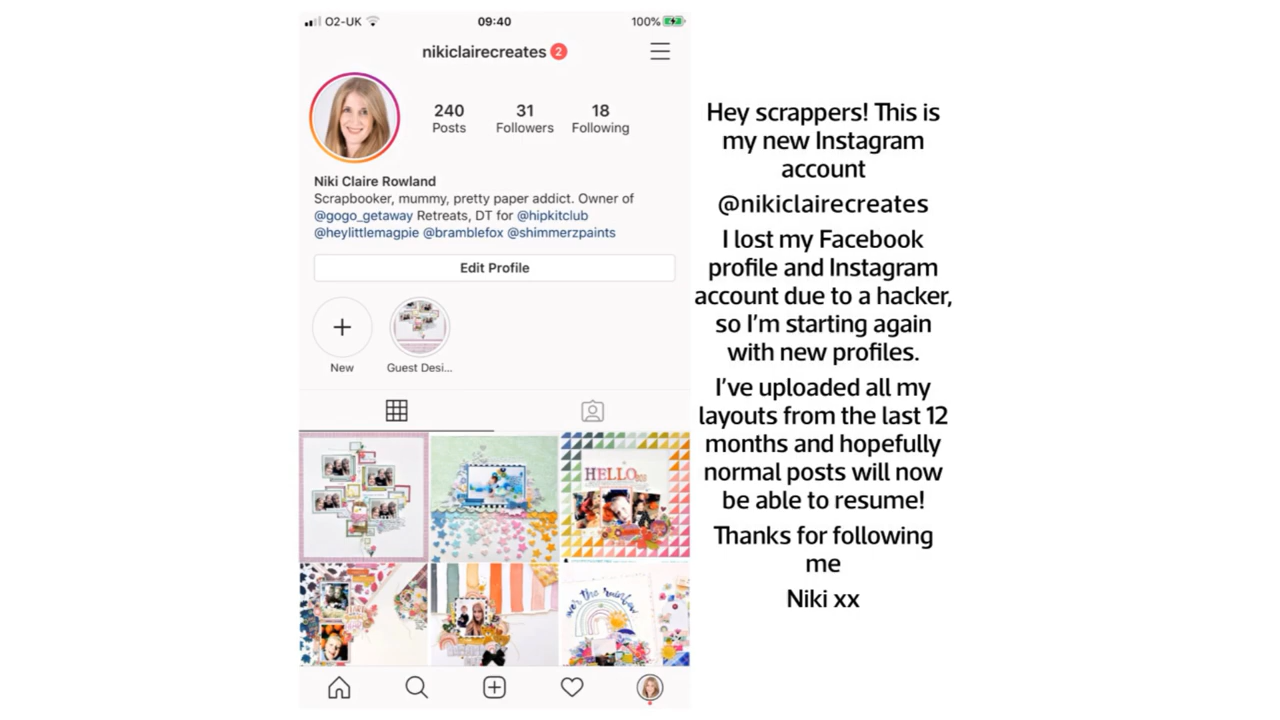 O2-UK
09:40
100%
nikiclairecreates 2
240
31
18
Posts
Followers
Following
Niki Claire Rowland
Scrapbooker, mummy, pretty paper addict. Owner of
@gogo_getaway Retreats, DT for @hipkitclub
@heylittlemagpie @bramblefox @shimmerzpaints
Edit Profile
New
Guest Desi...
HELLO
over the rainbow
Hey scrappers! This is
my new Instagram
account
@nikiclairecreates
I lost my Facebook
profile and Instagram
account due to a hacker,
so I'm starting again
with new profiles.
I've uploaded all my
layouts from the last 12
months and hopefully
normal posts will now
be able to resume!
Thanks for following
me
Niki xx